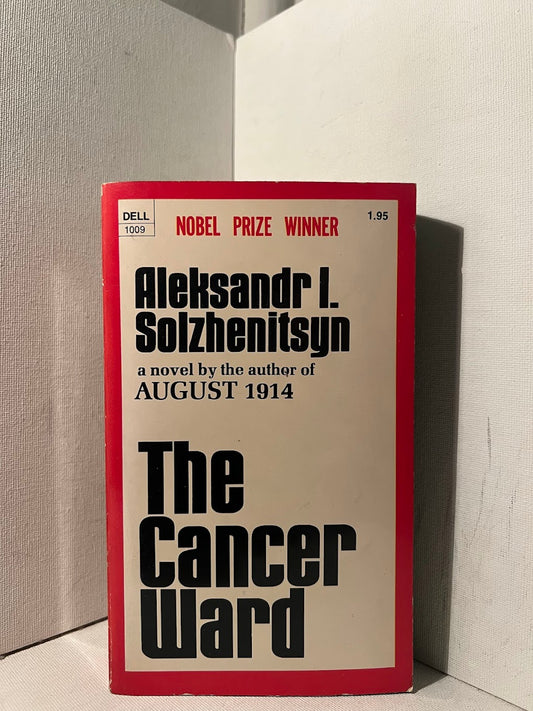 DELL
1009
NOBEL PRIZE WINNER
1.95
Aleksandr I.
Solzhenitsyn
a novel by the author of
AUGUST 1914
The
Cancer
Ward